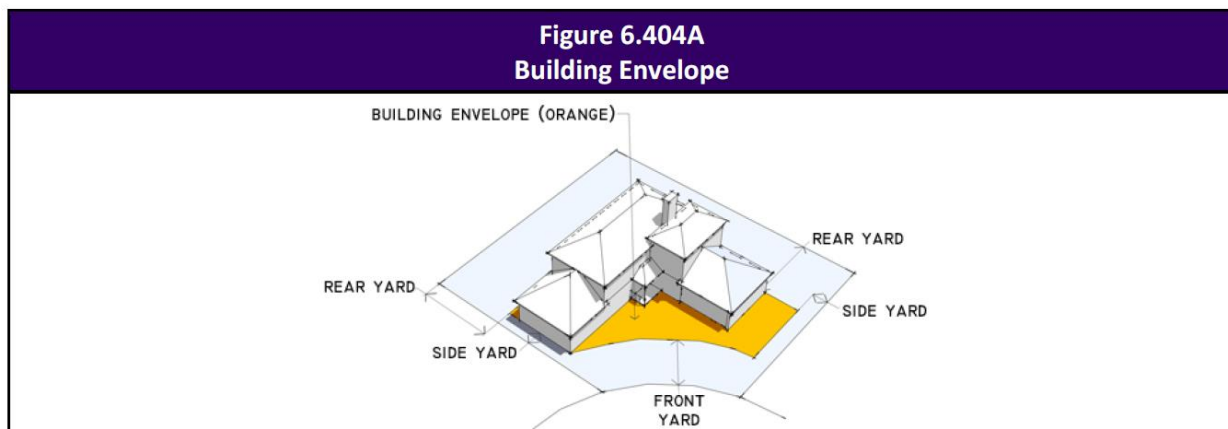 Figure 6.404A
Building Envelope
BUILDING ENVELOPE (ORANGE)
REAR YARD
REAR YARD
SIDE YARD
SIDE YARD
FRONT
YARD